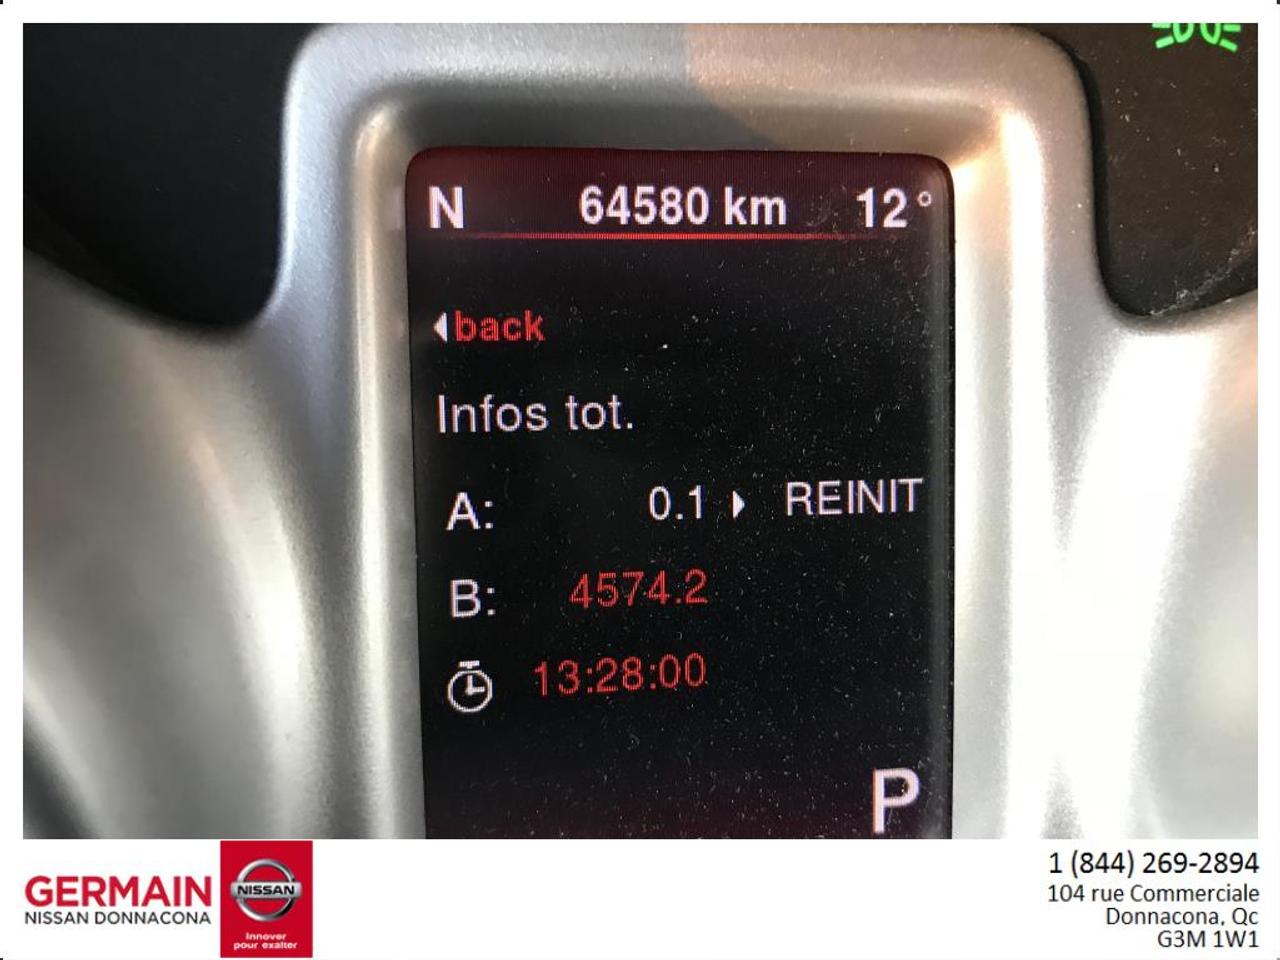 N 64580 km 12°
back
Infos tot.
A: 0.1 REINIT
B: 4574.2
13:28:00
P
GERMAIN
NISSAN DONNACONA
NISSAN
Innover
pour exalter
1 (844) 269-2894
104 rue Commerciale
Donnacona, Qc
G3M 1W1